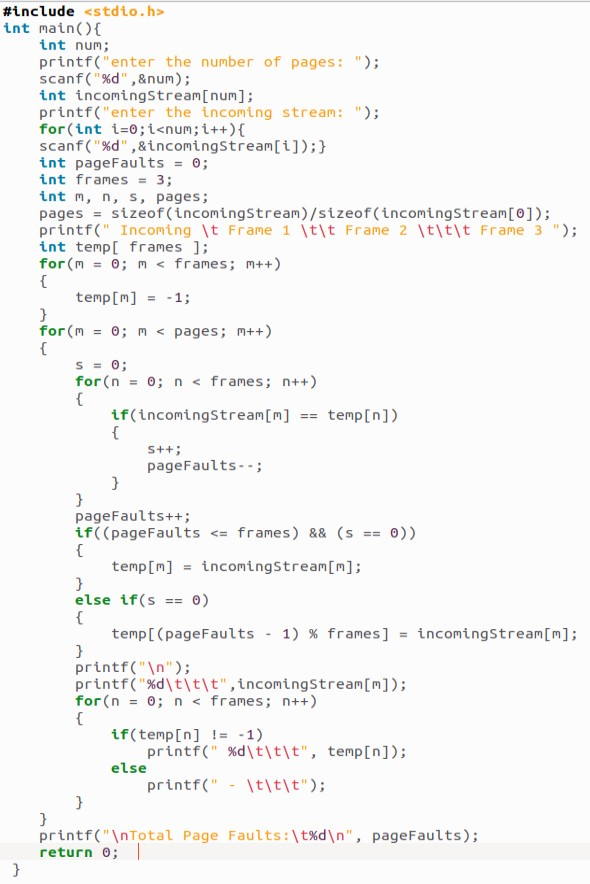 #include <stdio.h>
int main(){
    int num;
    printf("enter the number of pages: ");
    scanf("%d",&num);
    int incomingStream[num];
    printf("enter the incoming stream: ");
    for(int i=0;i<num;i++){
    scanf("%d",&incomingStream[i]);}
    int pageFaults = 0;
    int frames = 3;
    int m, n, s, pages;
    pages = sizeof(incomingStream)/sizeof(incomingStream[0]);
    printf(" Incoming \t Frame 1 \t\t Frame 2 \t\t\t Frame 3 ");
    int temp[ frames ];
    for(m = 0; m < frames; m++)
    {
        temp[m] = -1;
    }
    for(m = 0; m < pages; m++)
    {
        s = 0;
        for(n = 0; n < frames; n++)
        {
            if(incomingStream[m] == temp[n])
            {
                s++;
                pageFaults--;
            }
        }
        pageFaults++;
        if((pageFaults <= frames) && (s == 0))
        {
            temp[m] = incomingStream[m];
        }
        else if(s == 0)
        {
            temp[(pageFaults - 1) % frames] = incomingStream[m];
        }
        printf("\n");
        printf("%d\t\t\t",incomingStream[m]);
        for(n = 0; n < frames; n++)
        {
            if(temp[n] != -1)
                printf(" %d\t\t\t", temp[n]);
            else
                printf(" - \t\t\t");
        }
    }
    printf("\nTotal Page Faults:\t%d\n", pageFaults);
    return 0;
}